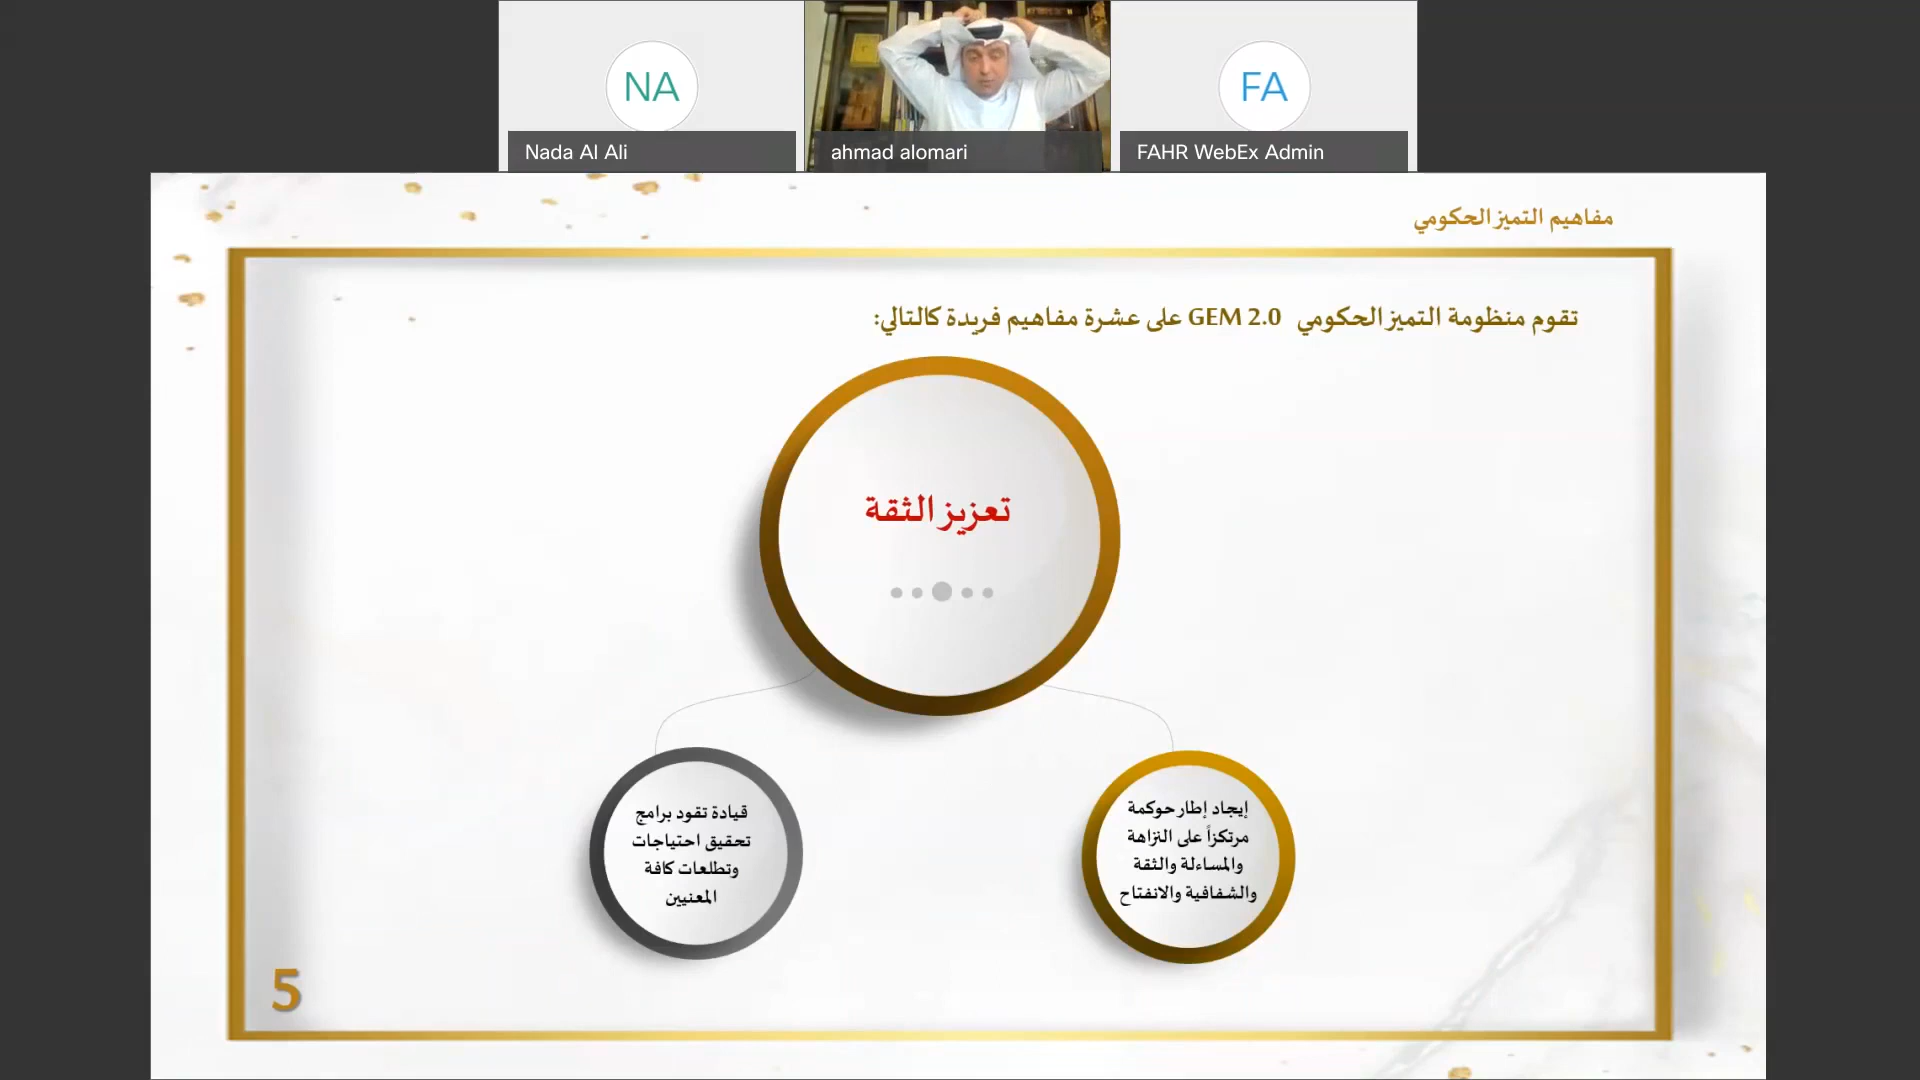 NA
Nada Al Ali
ahmad alomari
FA
FAHR WebEx Admin
مفاهيم التميز الحكومي
تقوم منظومة التميز الحكومي GEM 2.0 على عشرة مفاهيم فريدة كالتالي:
تعزيز الثقة
إيجاد إطار حوكمة
مرتكزاً على النزاهة
والمساءلة والثقة
والشفافية والانفتاح
قيادة تقود برامج
تحقيق احتياجات
وتطلعات كافة
المعنيين
5